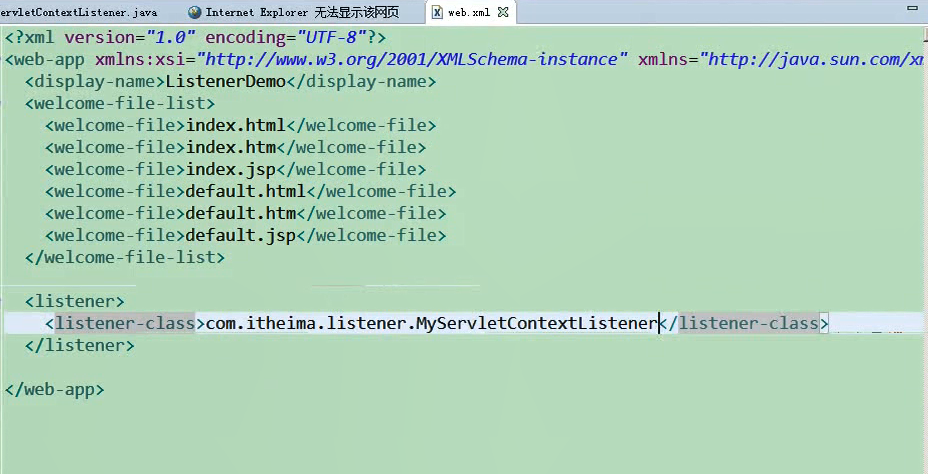 ervletContextListener.java Internet Explorer 无法显示该网页 web.xml
<?xml version="1.0" encoding="UTF-8"?>
<web-app xmlns:xsi="http://www.w3.org/2001/XMLSchema-instance" xmlns="http://java.sun.com/xm
<display-name>ListenerDemo</display-name>
<welcome-file-list>
<welcome-file>index.html</welcome-file>
<welcome-file>index.htm</welcome-file>
<welcome-file>index.jsp</welcome-file>
<welcome-file>default.html</welcome-file>
<welcome-file>default.htm</welcome-file>
<welcome-file>default.jsp</welcome-file>
</welcome-file-list>
<listener>
<listener-class>com.itheima.listener.MyServletContextListener</listener-class>
</listener>
</web-app>